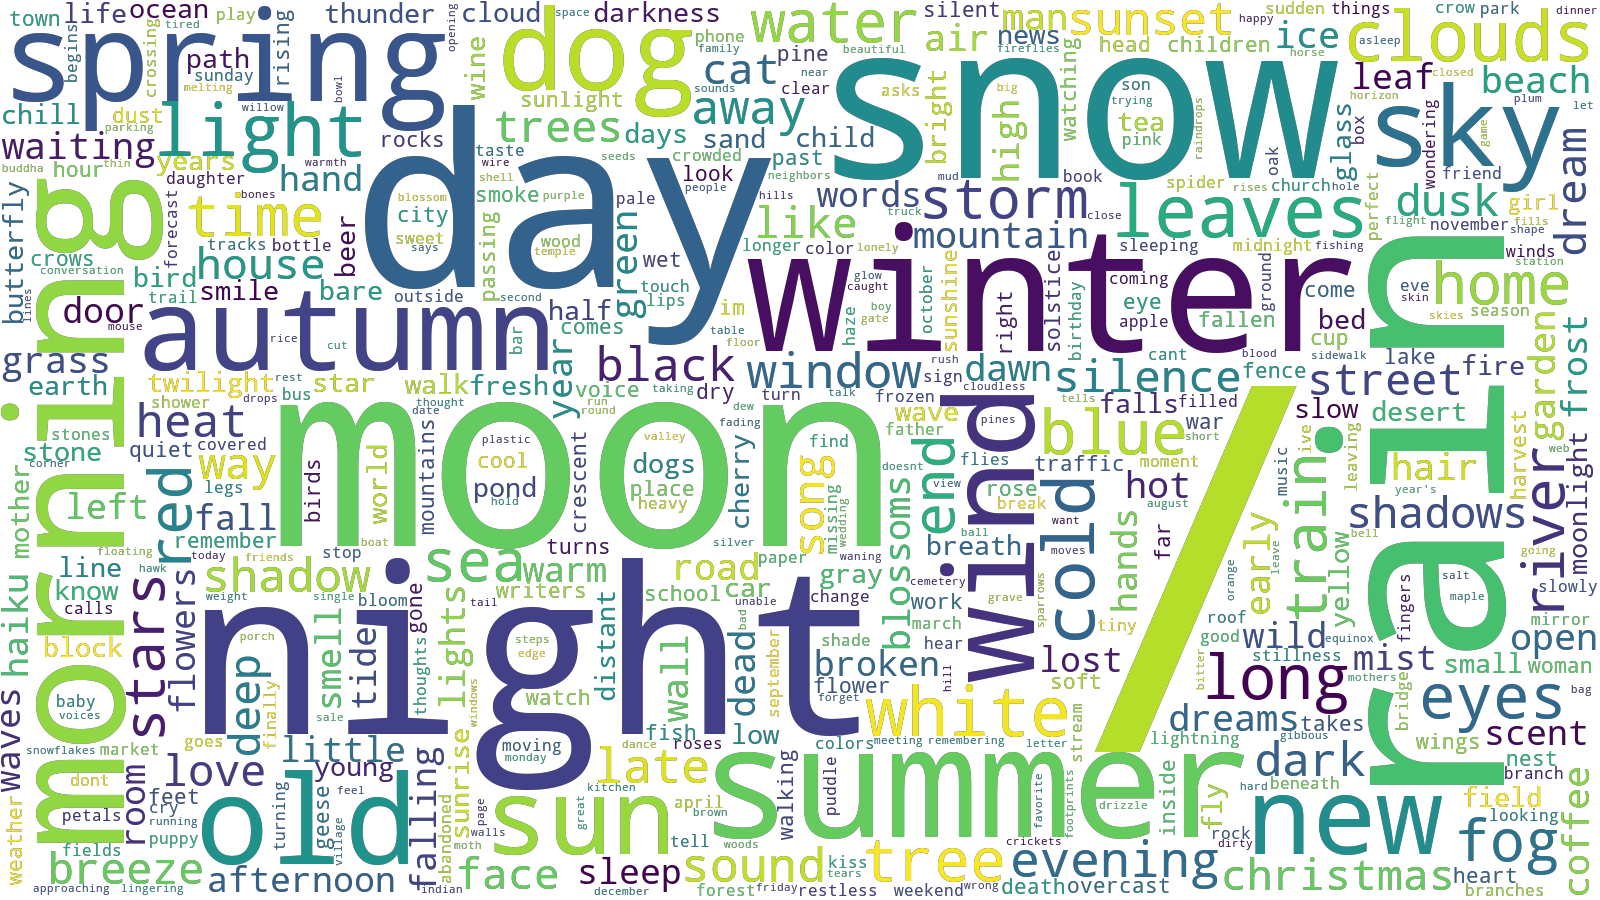 town
life
ocean
play
thunder
cloud
darkness
water
silent
man
sunset
sudden
things
crow
park
dinner
spring
dog
phone
family
beautiful
air
news
fireflies
head
children
happy
ice
horse
clouds
asleep
begins
crossing
rising
opening
space
path
sunday
melting
wine
sunlight
cat
pine
near
clear
sounds
asks
bright
high
big
watching
son
trying
tea
pink
raindrops
snow
leaf
closed
beach
horizon
sky
plum
let
chill
dust
willow
bowl
light
trees
days
away
sand
child
glass
box
wondering
game
waiting
parking
rocks
taste
wire
seeds
crowded
past
neighbors
mud
book
oak
buddha
hour
thin
years
warmth
daughter
bones
hand
day
shell
smoke
purple
people
look
hills
words
storm
close
spider
rises
church
hole
leaves
perfect
friend
dusk
girl
dream
butterfly
forecast
time
blossom
city
sweet
says
passing
wood
temple
green
pale
wet
like
longer
color
truck
lonely
mountain
sleeping
midnight
fishing
flight
november
shape
fills
winds
crows
tracks
bottle
beer
conversation
bird
house
trail
smile
bare
outside
second
touch
lips
half
im
haze
glow
caught
winter
october
sunshine
right
solstice
coming
eye
ground
come
eve
skin
station
home
season
skies
lines
door
mouse
autumn
rice
cut
bar
comes
table
floor
boy
gate
birthday
apple
fallen
bed
cup
sidewalk
rain
lake
fire
garden
frost
grass
earth
twilight
rest
drops
bus
star
walk
fresh
year
voice
black
taking
dry
window
rush
sign
cloudless
dawn
cant
silence
blood
fence
street
morning
shower
heat
thought
date
run
round
turn
talk
dew
fading
frozen
wave
father
wind
pines
tells
blue
falls
filled
war
short
slow
ive
desert
harvest
web
stones
corner
stone
quiet
covered
way
legs
birds
world
moon
mountains
plastic
cool
pond
hold
valley
dogs
place
heavy
crescent
cherry
find
song
missing
wedding
doesnt
flies
view
end
rose
ball
break
traffic
moment
want
august
hot
music
train
leaving
hair
year's
river
moonlight
mother
left
red
fall
remember
boat
silver
blossoms
breath
cold
moves
far
/
shadows
bell
going
haiku
floating
hawk
line
know
calls
today
friends
stop
shadow
weight
single
sea
turns
warm
writers
tail
paper
road
school
car
unable
waning
gray
change
cemetery
work
grave
sparrows
hands
tiny
orange
leave
early
yellow
fingers
salt
maple
slowly
mirror
stars
flowers
bloom
gone
lights
night
steps
edge
distant
wall
dead
bad
september
shade
march
hear
broken
flower
forget
hill
lost
soft
roof
good
bitter
wild
stillness
equinox
mist
mothers
bridge
small
woman
open
bag
block
porch
smell
tide
thoughts
windows
watch
baby
voices
deep
finally
sale
moving
monday
fish
roses
dance
low
white
colors
meeting
remembering
letter
stream
dreams
takes
lightning
gibbous
long
eyes
wings
scent
nest
branch
waves
snowflakes
market
dont
goes
little
love
young
feel
falling
sunrise
late
kitchen
summer
walking
puddle
favorite
footprints
drizzle
inside
fly
dark
hard
beneath
new
field
looking
coffee
weather
room
petals
feet
cry
running
puppy
old
turning
geese
village
abandoned
moth
page
walls
great
sun
april
brown
tell
woods
tree
kiss
tears
crickets
evening
rock
dirty
fog
fields
breeze
approaching
lingering
afternoon
indian
face
december
sleep
sound
forest
friday
restless
weekend
wrong
death
overcast
christmas
heart
branches